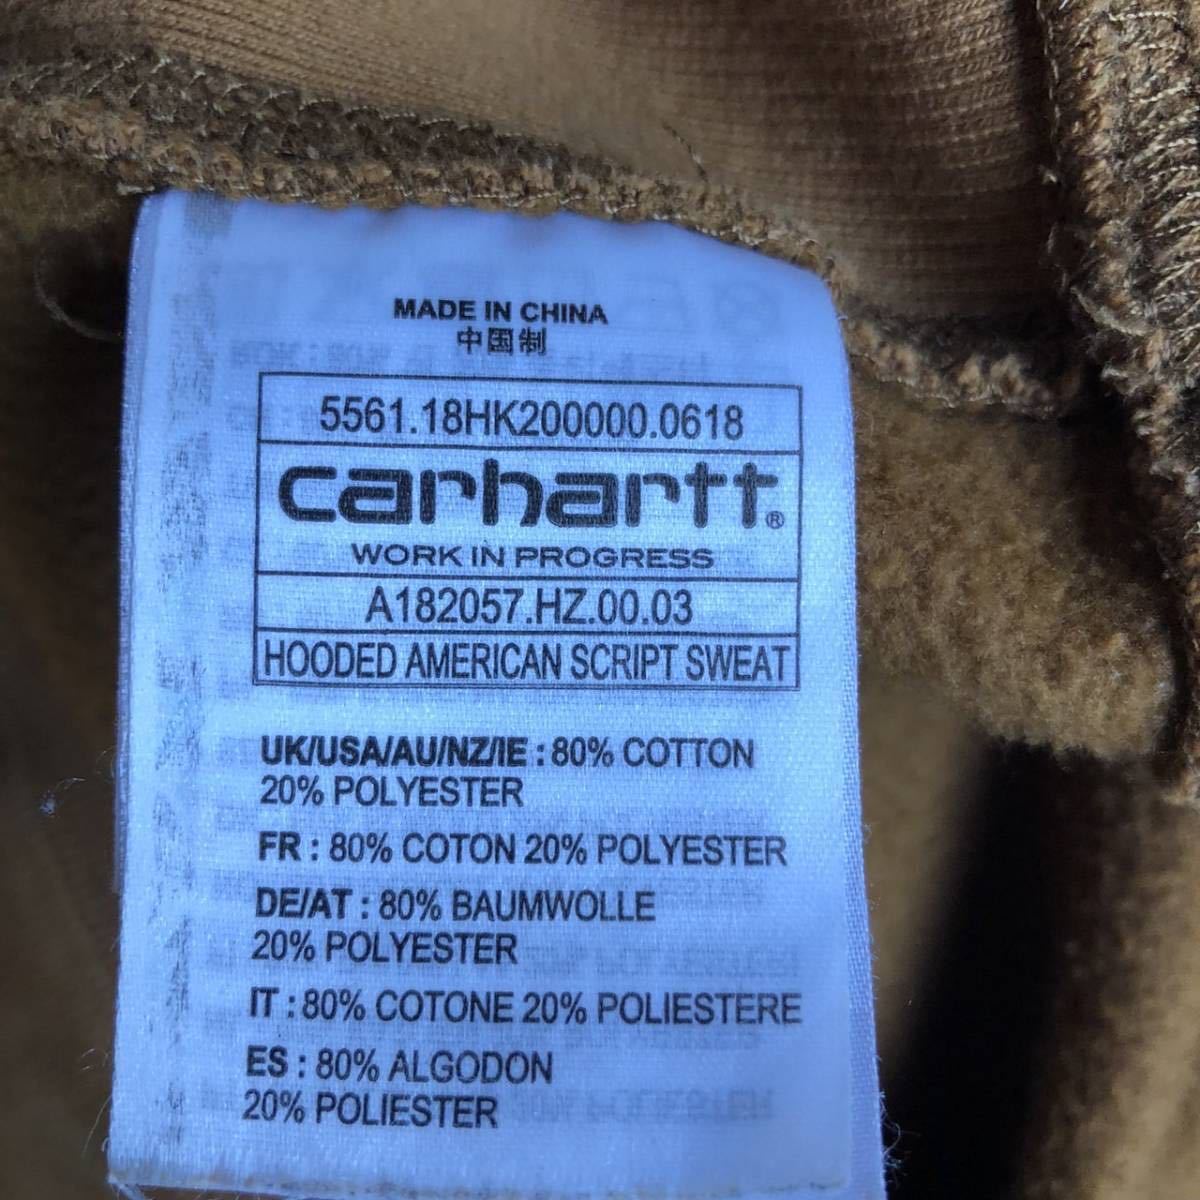 MADE IN CHINA
中国制
5561.18HK200000.0618
carhartt®
WORK IN PROGRESS
A182057.HZ.00.03
HOODED AMERICAN SCRIPT SWEAT
UK/USA/AU/NZ/IE : 80% COTTON
20% POLYESTER
FR : 80% COTON 20% POLYESTER
DE/AT : 80% BAUMWOLLE
20% POLYESTER
IT : 80% COTONE 20% POLIESTERE
ES : 80% ALGODON
20% POLIESTER